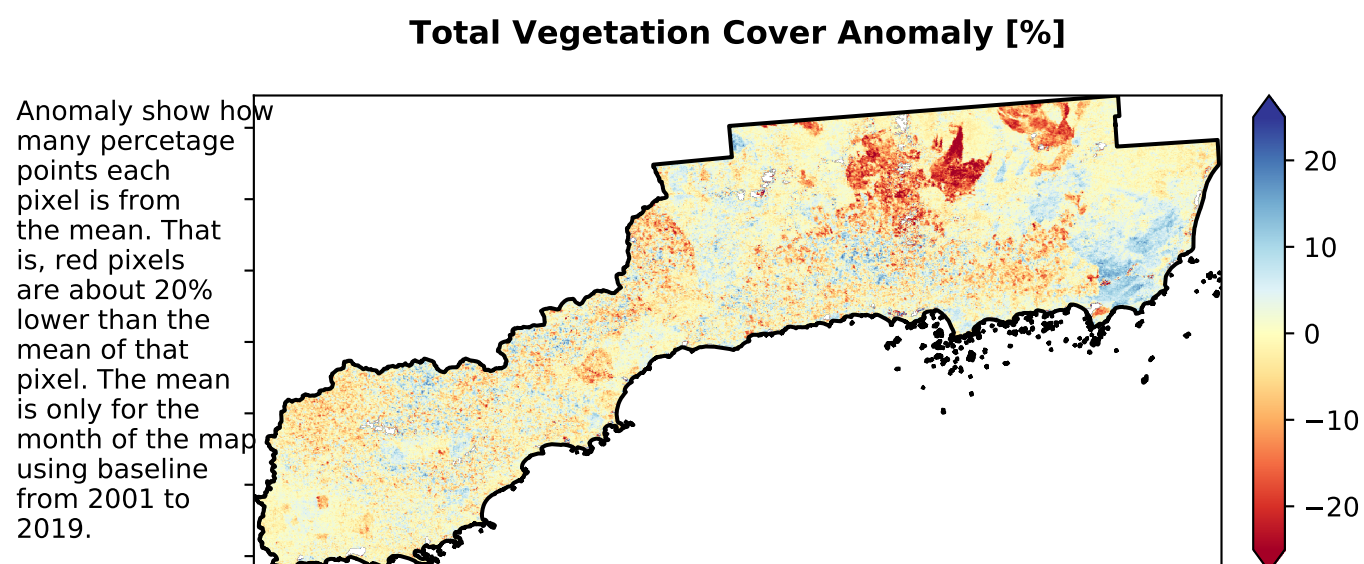 Total Vegetation Cover Anomaly [%]
Anomaly show how
many percetage
points each
pixel is from
the mean. That
is, red pixels
are about 20%
lower than the
mean of that
pixel. The mean
is only for the
month of the map
using baseline
from 2001 to
2019.
20
10
0
−10
−20